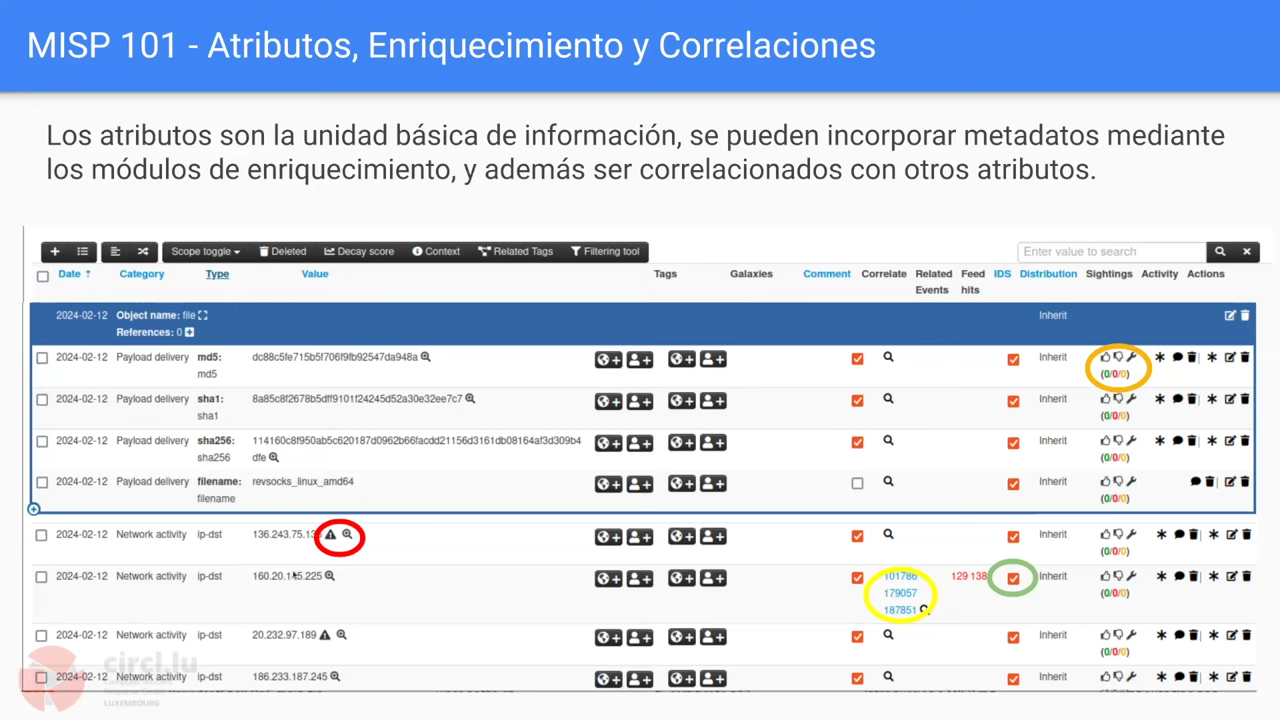 MISP 101 - Atributos, Enriquecimiento y Correlaciones
Los atributos son la unidad básica de información, se pueden incorporar metadatos mediante
los módulos de enriquecimiento, y además ser correlacionados con otros atributos.
Scope toggle Deleted Decay score Context Related Tags Filtering tool Enter value to search
Date Category Type Value Tags Galaxies Comment Correlate Related Feed IDS Distribution Sightings Activity Actions
Events hits
2024-02-12 Object name: file Inherit
References: 0
2024-02-12 Payload delivery md5: dc88c5fe715b5f706f9fb92547da948a Inherit
md5 (0/0/0)
2024-02-12 Payload delivery sha1: 8a85c8f2678b5dff9101f24245d52a30e32ee7c7 Inherit
sha1 (0/0/0)
2024-02-12 Payload delivery sha256: 114160c8f950ab5c620187d0962b66facdd21156d3161db08164af3d309b4 Inherit
sha256 dfe (0/0/0)
2024-02-12 Payload delivery filename: revsocks_linux_amd64 Inherit
filename (0/0/0)
2024-02-12 Network activity ip-dst Inherit
(0/0/0)
2024-02-12 Network activity ip-dst 101786 129 138 Inherit
179057 (0/0/0)
187851
2024-02-12 Network activity ip-dst 20.232.97.189 Inherit
(0/0/0)
2024-02-12 Network activity ip-dst 186.233.187.245 Inherit
circl.lu
LUXEMBOURG